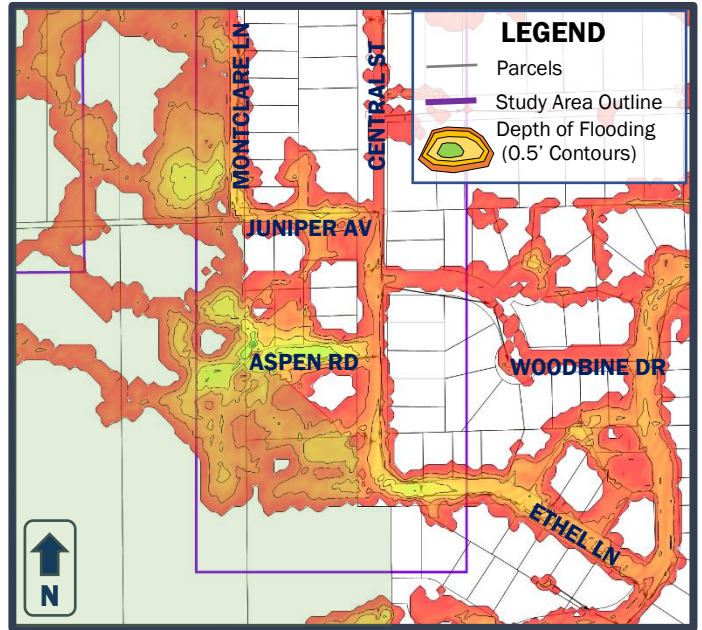 MONTCLARE LN
CENTRAL ST
LEGEND
Parcels
Study Area Outline
Depth of Flooding
(0.5' Contours)
JUNIPER AV
ASPEN RD
WOODBINE DR
ETHEL LN
N